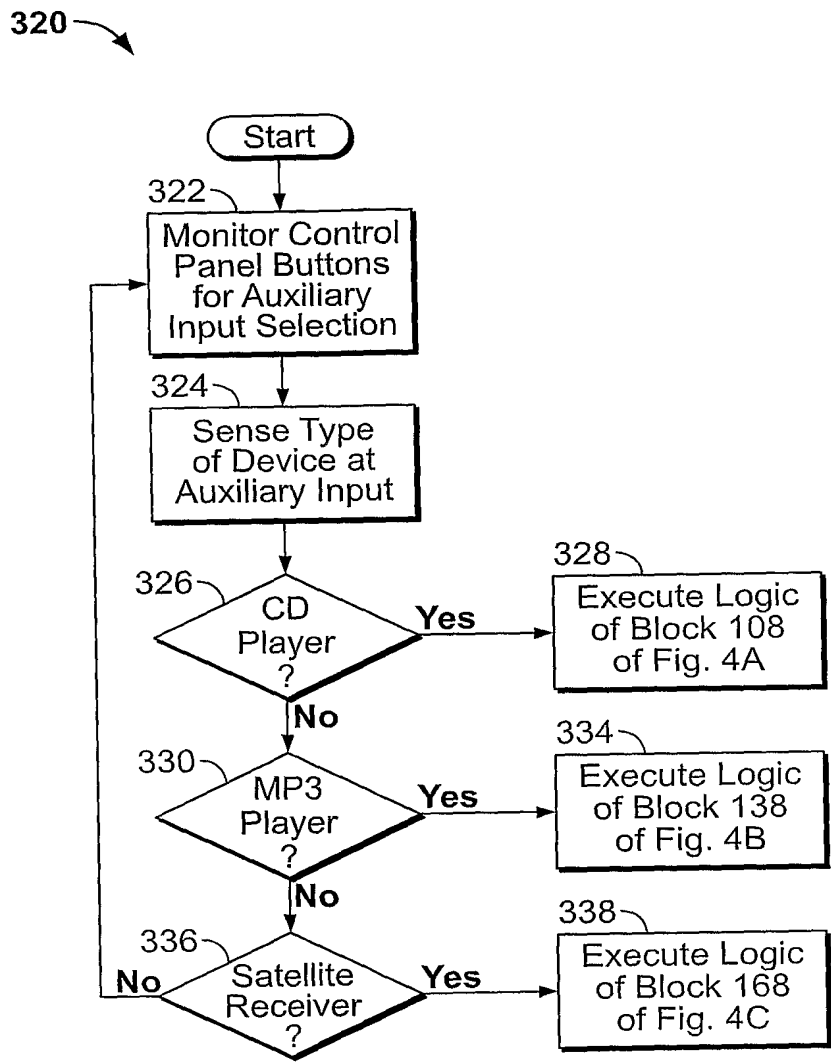 320
Start
322
Monitor Control
Panel Buttons
for Auxiliary
Input Selection
324
Sense Type
of Device at
Auxiliary Input
326
CD
Player
?
Yes
328
Execute Logic
of Block 108
of Fig. 4A
No
330
MP3
Player
?
Yes
334
Execute Logic
of Block 138
of Fig. 4B
No
336
Satellite
Receiver
?
No
Yes
338
Execute Logic
of Block 168
of Fig. 4C